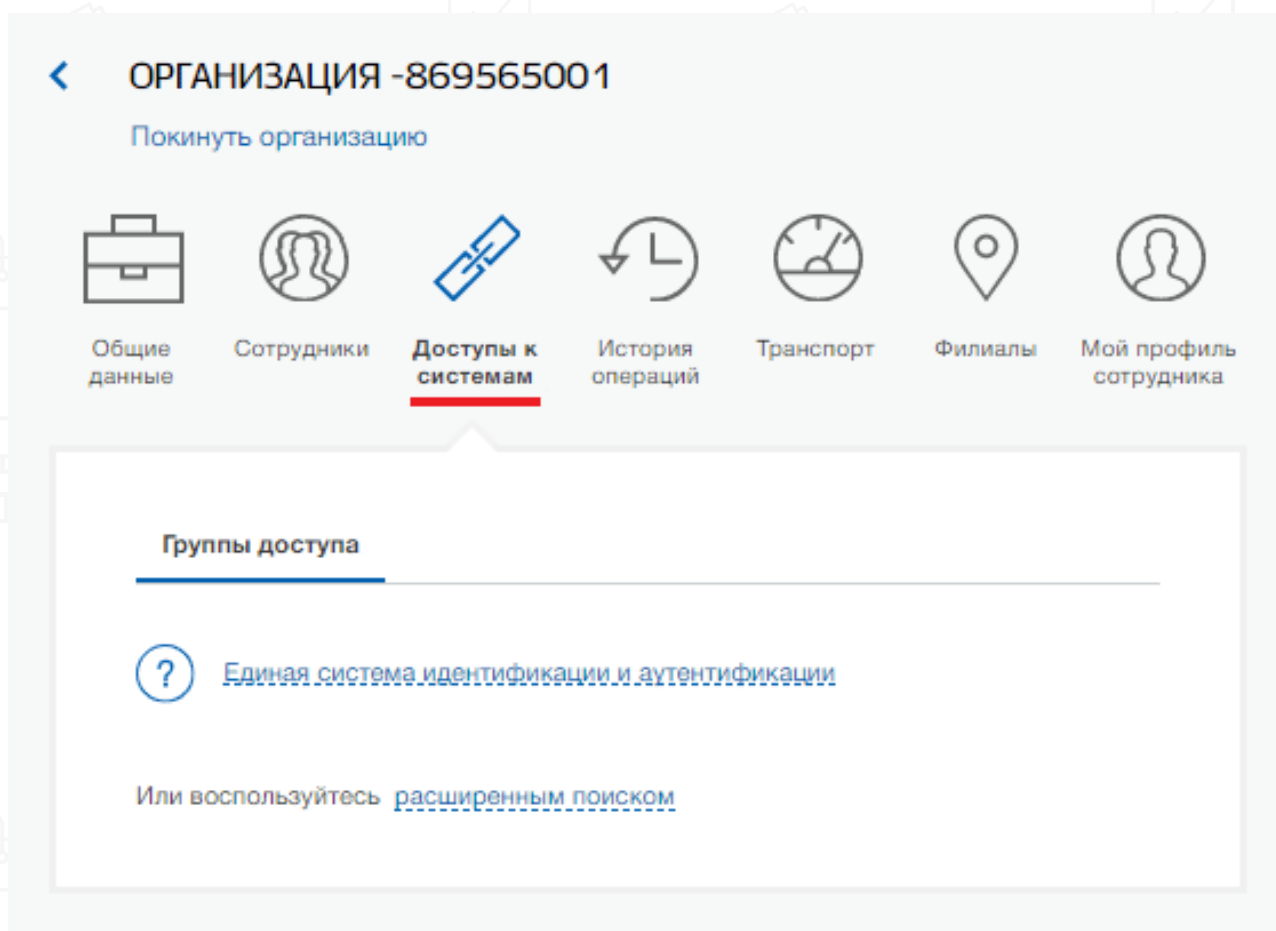 ОРГАНИЗАЦИЯ -869565001
Покинуть организацию
Общие данные
Сотрудники
Доступы к системам
История операций
Транспорт
Филиалы
Мой профиль сотрудника
Группы доступа
? Единая система идентификации и аутентификации
Или воспользуйтесь расширенным поиском